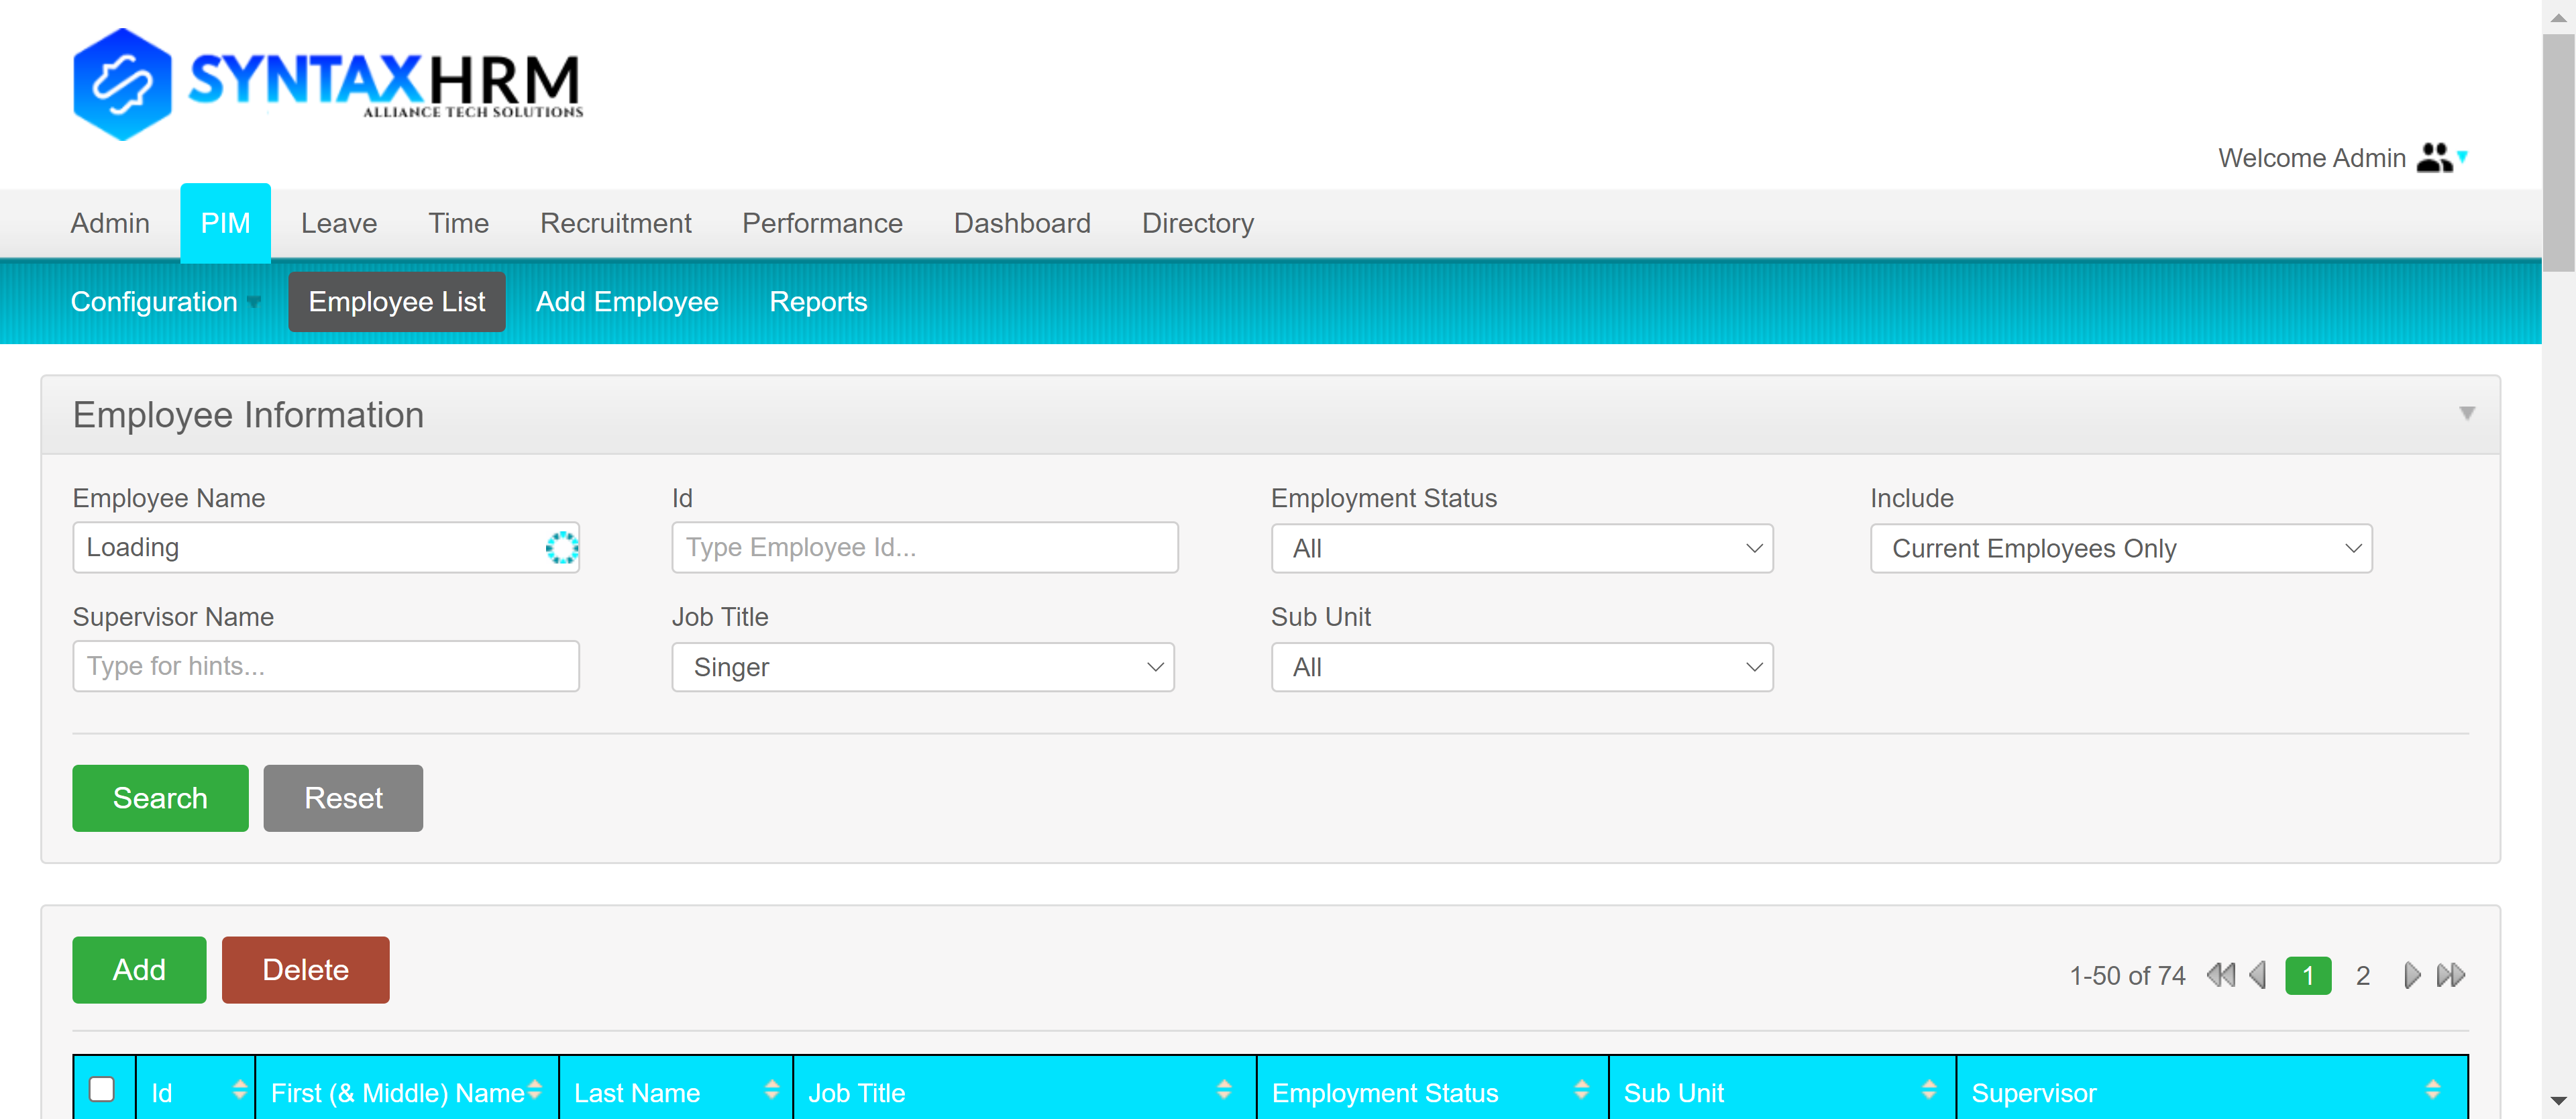 SYNTAXHRM
ALLIANCE TECH SOLUTIONS
Welcome Admin
Admin PIM Leave Time Recruitment Performance Dashboard Directory
Configuration Employee List Add Employee Reports
Employee Information
Employee Name Id Employment Status Include
Loading Type Employee Id... All Current Employees Only
Supervisor Name Job Title Sub Unit
Type for hints... Singer All
Search Reset
Add Delete 1-50 of 74 1 2
Id First (& Middle) Name Last Name Job Title Employment Status Sub Unit Supervisor